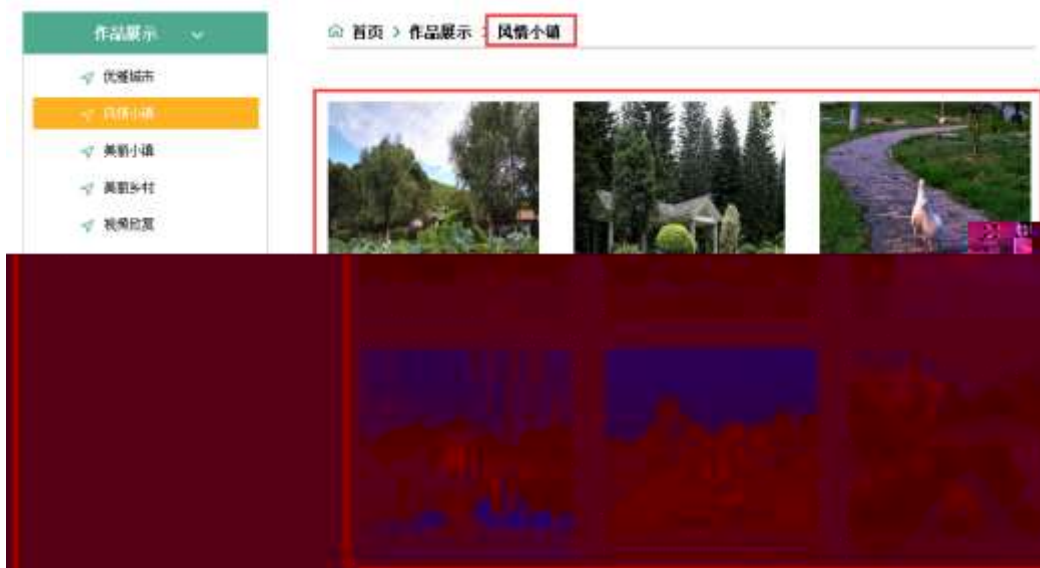 作品展示
首页 > 作品展示 > 风情小镇
优雅城市
风情小镇
美丽小镇
美丽乡村
视频欣赏